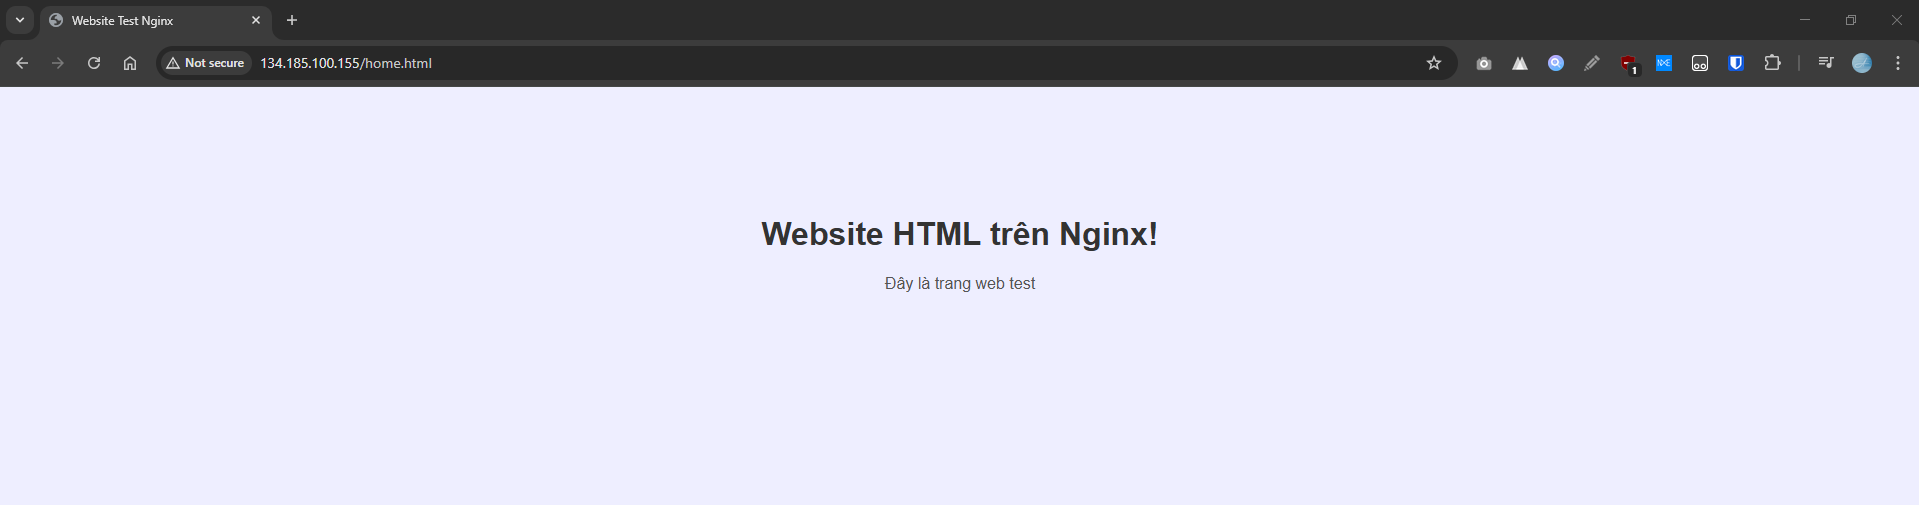 Website Test Nginx
Not secure 134.185.100.155/home.html
1
NXE
Website HTML trên Nginx!
Đây là trang web test